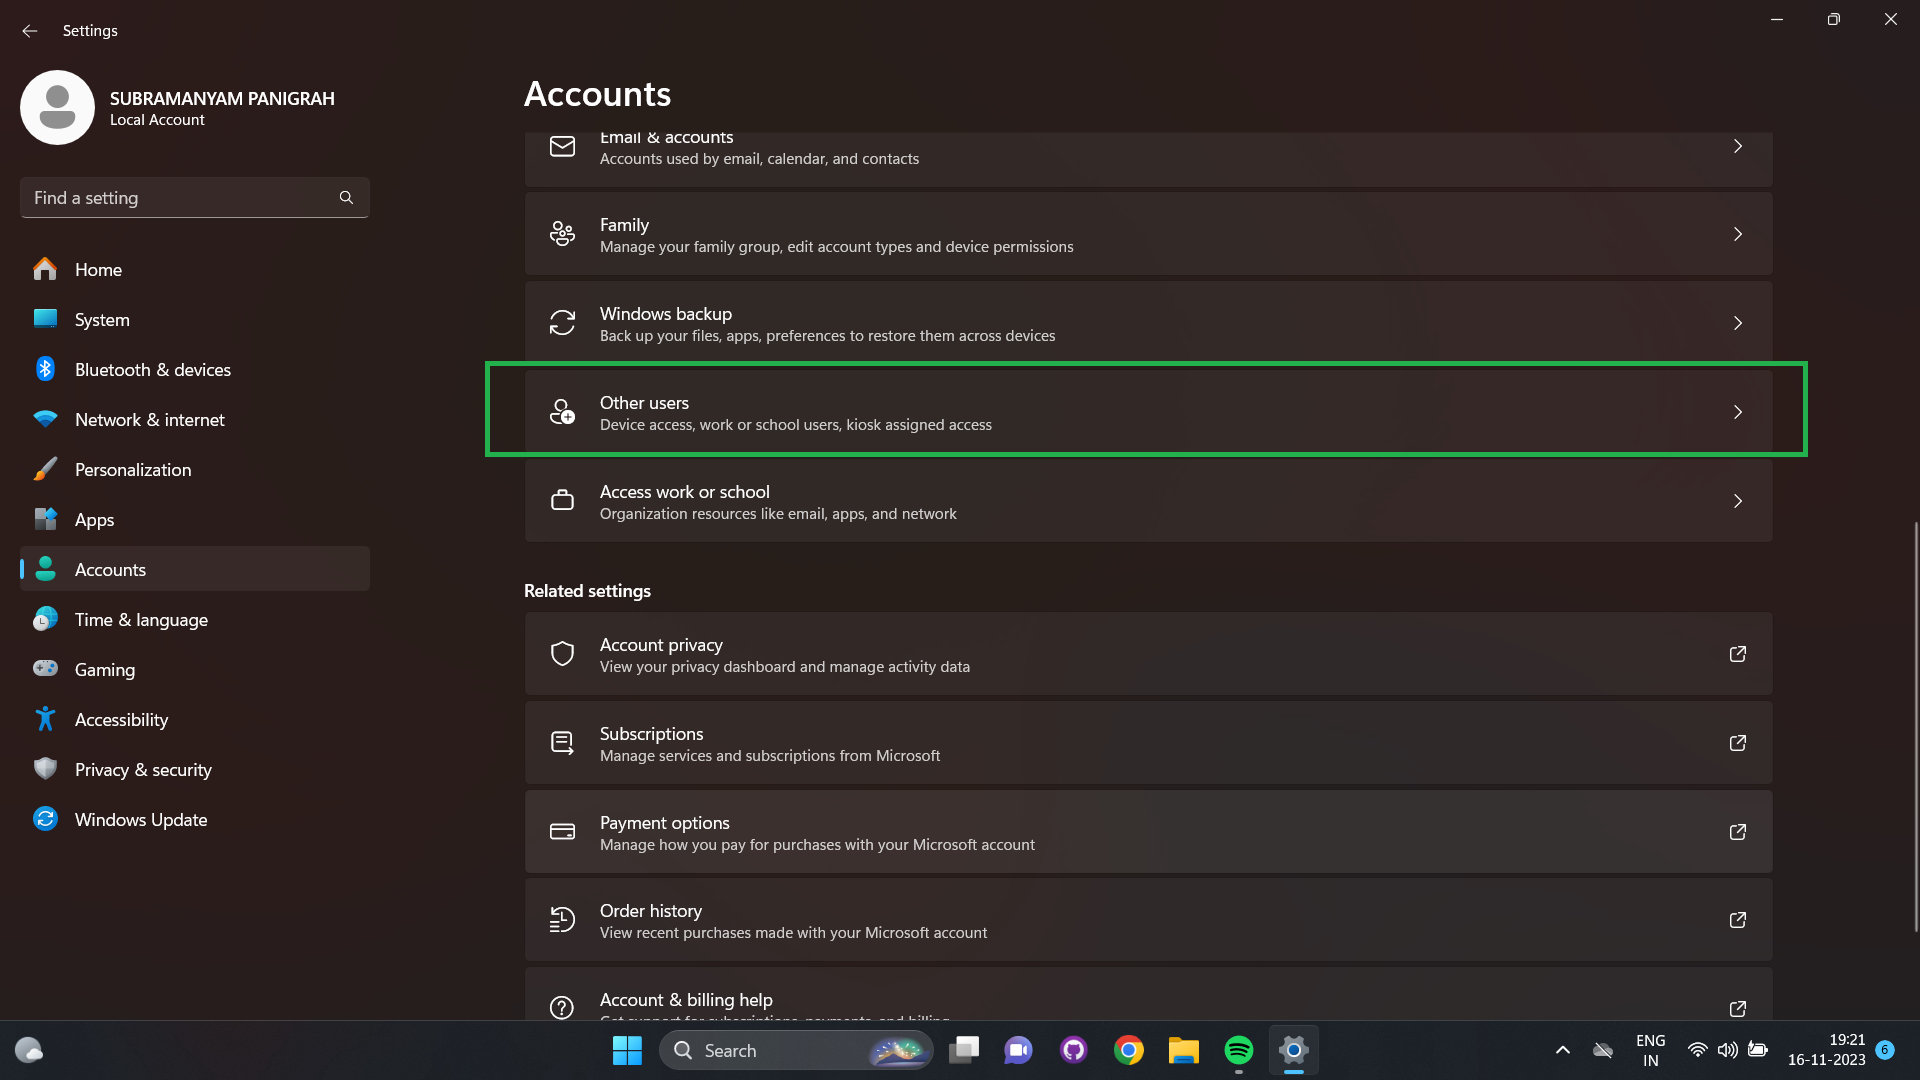 Settings
SUBRAMANYAM PANIGRAH
Local Account
Find a setting
Home
System
Bluetooth & devices
Network & internet
Personalization
Apps
Accounts
Time & language
Gaming
Accessibility
Privacy & security
Windows Update
Accounts
Email & accounts
Accounts used by email, calendar, and contacts
Family
Manage your family group, edit account types and device permissions
Windows backup
Back up your files, apps, preferences to restore them across devices
Other users
Device access, work or school users, kiosk assigned access
Access work or school
Organization resources like email, apps, and network
Related settings
Account privacy
View your privacy dashboard and manage activity data
Subscriptions
Manage services and subscriptions from Microsoft
Payment options
Manage how you pay for purchases with your Microsoft account
Order history
View recent purchases made with your Microsoft account
Account & billing help
Get support for subscriptions, payments, and billing
Search
ENG
IN
19:21
16-11-2023
6